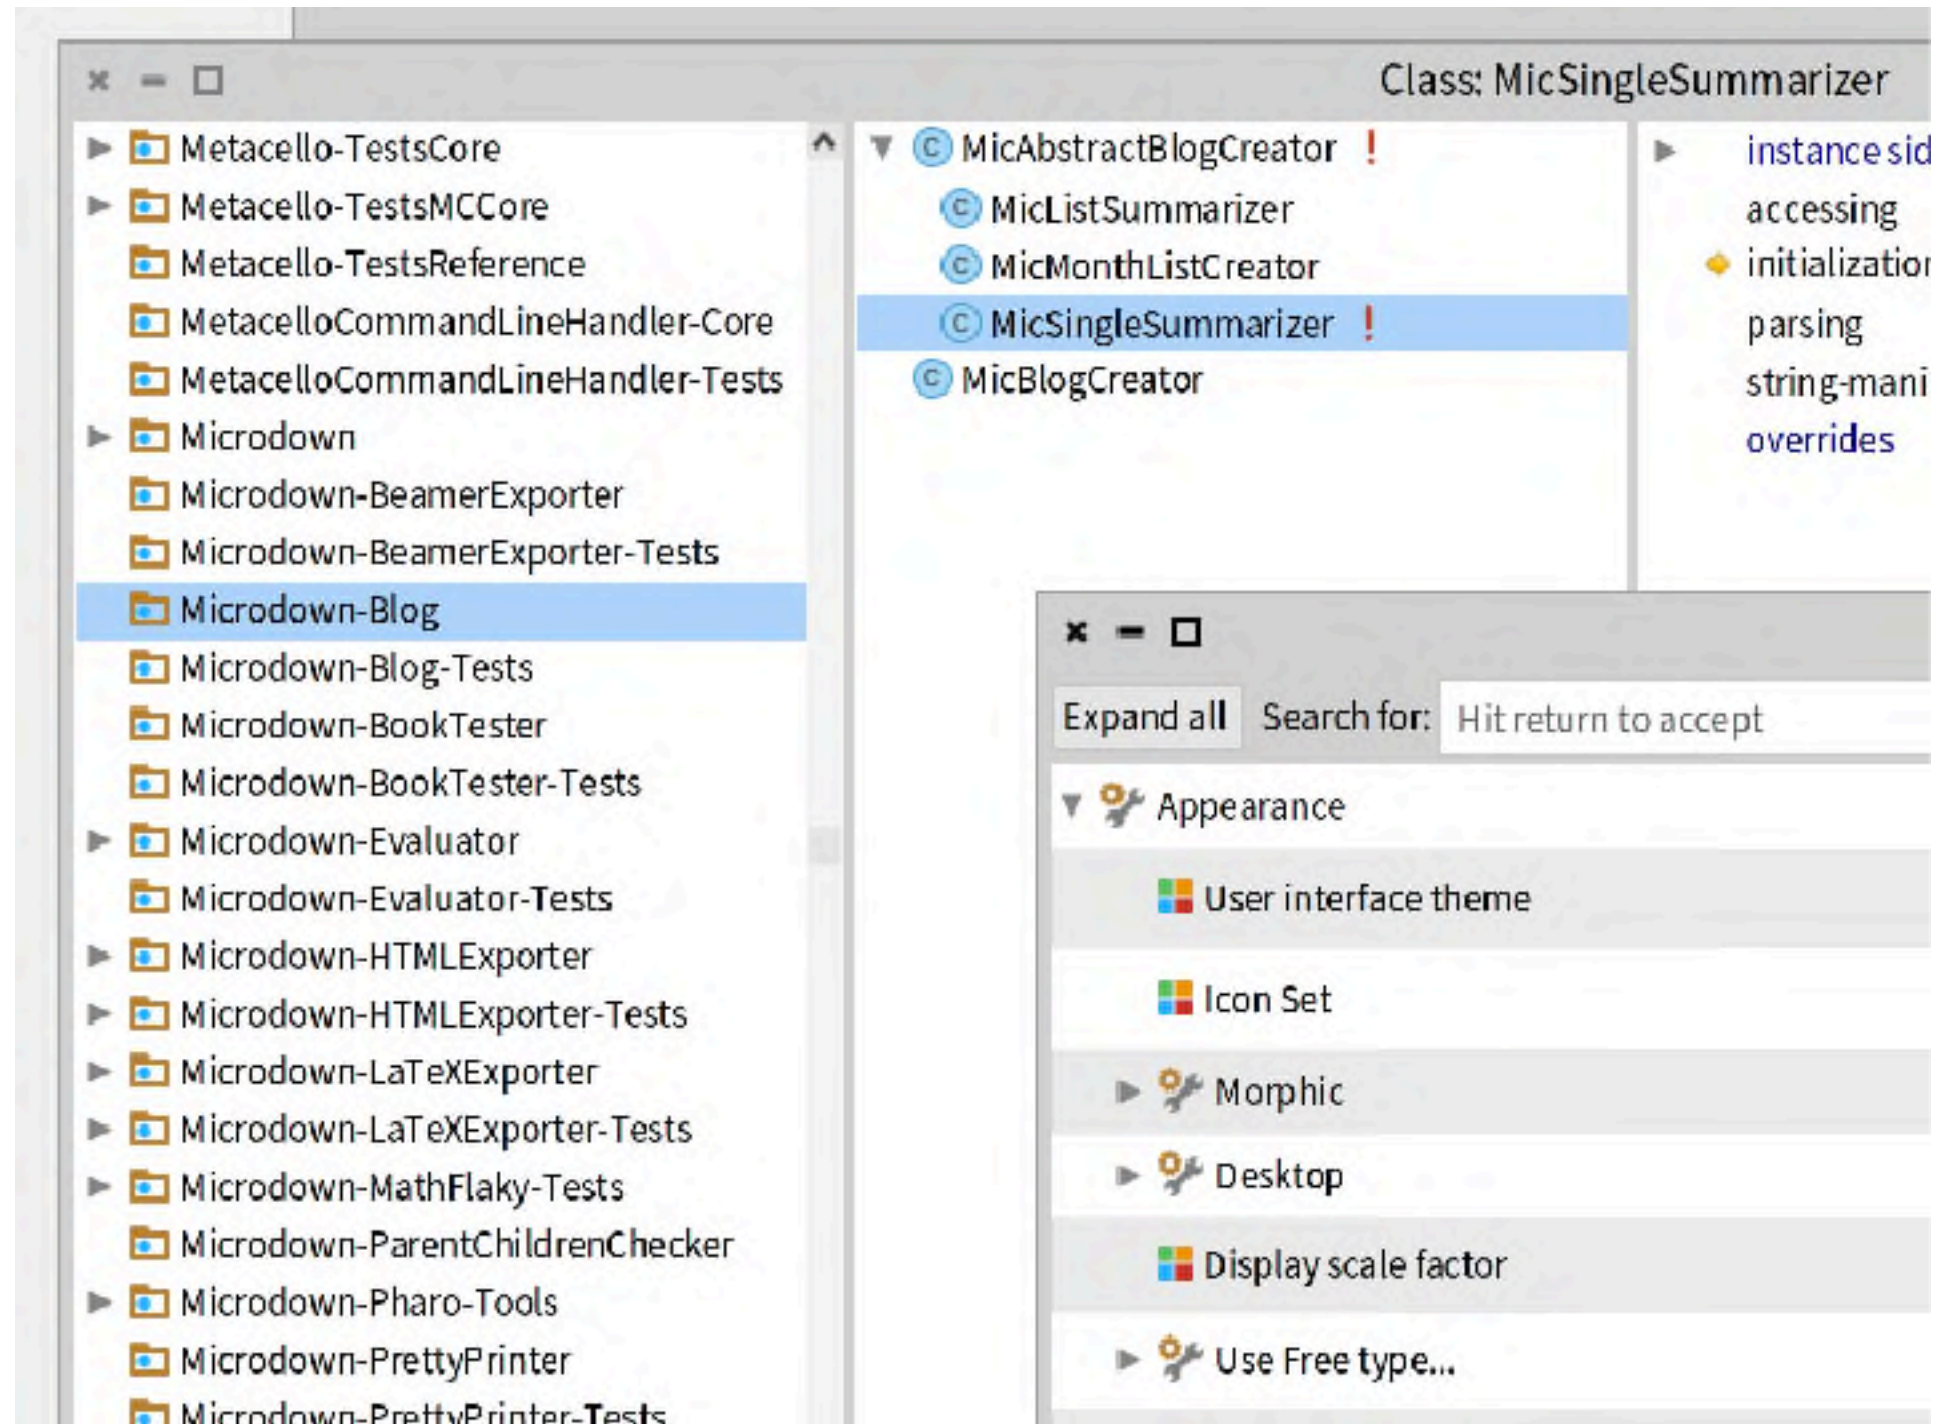 Class: MicSingleSummarizer
Metacello-TestsCore
Metacello-TestsMCCore
Metacello-TestsReference
MetacelloCommandLineHandler-Core
MetacelloCommandLineHandler-Tests
Microdown
Microdown-BeamerExporter
Microdown-BeamerExporter-Tests
Microdown-Blog
Microdown-Blog-Tests
Microdown-BookTester
Microdown-BookTester-Tests
Microdown-Evaluator
Microdown-Evaluator-Tests
Microdown-HTMLExporter
Microdown-HTMLExporter-Tests
Microdown-LaTeXExporter
Microdown-LaTeXExporter-Tests
Microdown-MathFlaky-Tests
Microdown-ParentChildrenChecker
Microdown-Pharo-Tools
Microdown-PrettyPrinter
Microdown-PrettyPrinter-Tests
MicAbstractBlogCreator !
MicListSummarizer
MicMonthListCreator
MicSingleSummarizer !
MicBlogCreator
instance sid
accessing
initialization
parsing
string-mani
overrides
Expand all Search for: Hit return to accept
Appearance
User interface theme
Icon Set
Morphic
Desktop
Display scale factor
Use Free type...